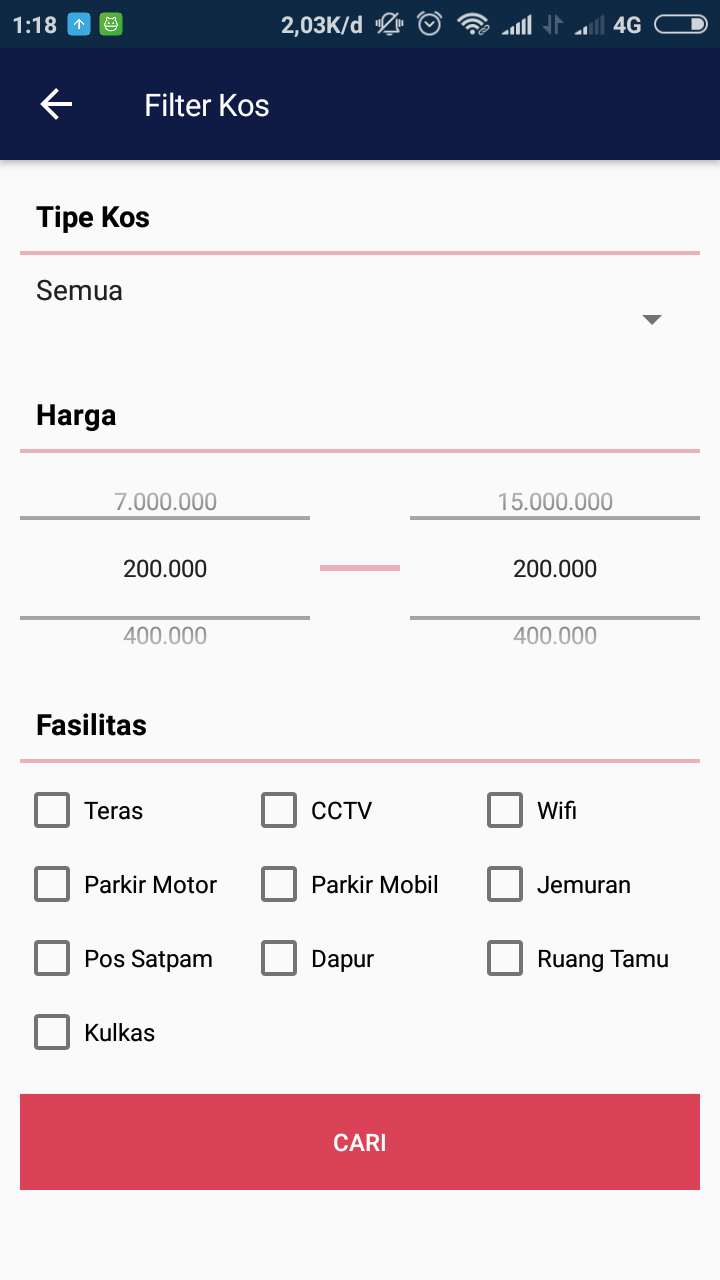 1:18 2,03K/d 4G
Filter Kos
Tipe Kos
Semua
Harga
7.000.000 15.000.000
200.000 200.000
400.000 400.000
Fasilitas
Teras CCTV Wifi
Parkir Motor Parkir Mobil Jemuran
Pos Satpam Dapur Ruang Tamu
Kulkas
CARI